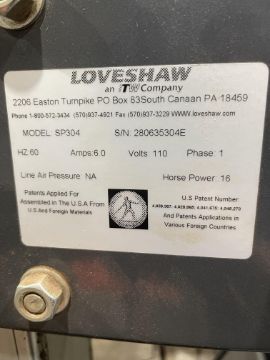 LOVESHAW
an ITW Company
2206 Easton Turnpike PO Box 83South Canaan PA 18459
Phone 1-800-572-3434 (570)937-4921 Fax (570)937-3229 WWW.LOVESHAW.COM
MODEL: SP304 S/N: 280635304E
HZ:60 Amps:6.0 Volts: 110 Phase: 1
Line Air Pressure: NA Horse Power: 16
Patents Applied For
Assembled In The U.S.A From
U.S And Foreign Materials
U.S Patent Number.
And Patents Applications in
Various Foreign Countries